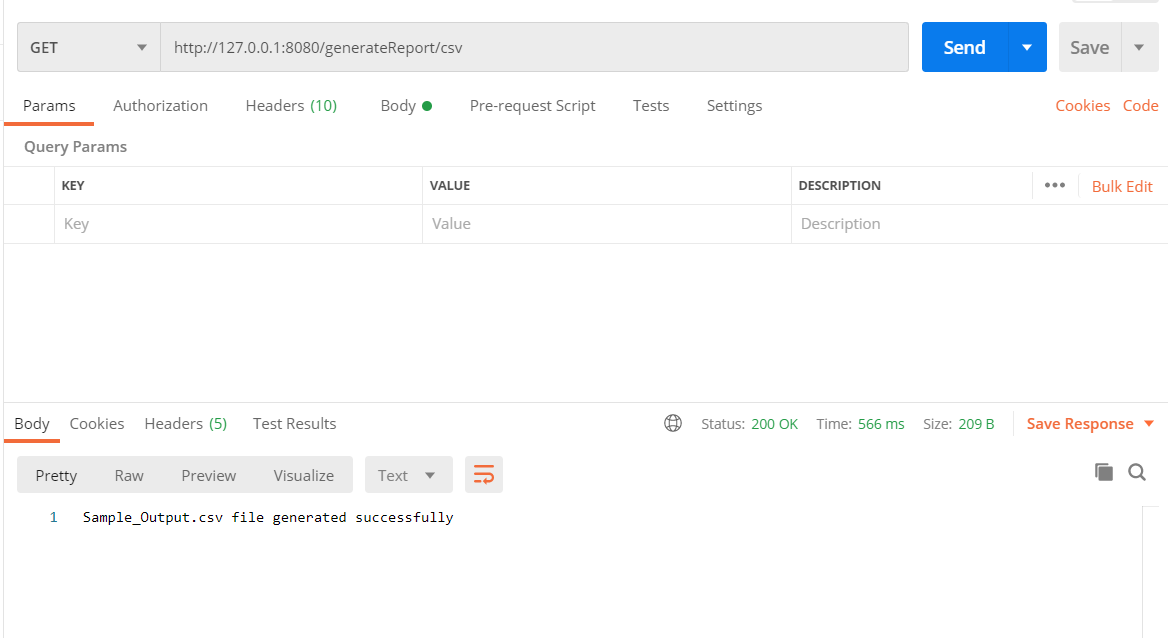 GET http://127.0.0.1:8080/generateReport/csv Send Save
Params Authorization Headers (10) Body Pre-request Script Tests Settings Cookies Code
Query Params
KEY VALUE DESCRIPTION ••• Bulk Edit
Key Value Description
Body Cookies Headers (5) Test Results Status: 200 OK Time: 566 ms Size: 209 B Save Response
Pretty Raw Preview Visualize Text
1 Sample_Output.csv file generated successfully